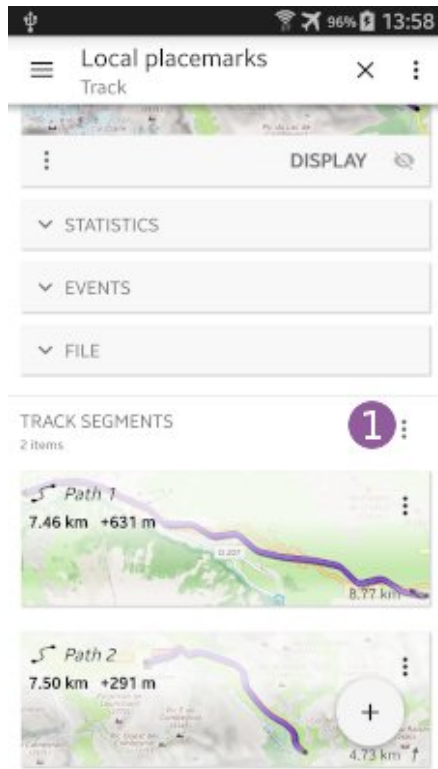 96% 13:58
Local placemarks
Track
DISPLAY
STATISTICS
EVENTS
FILE
TRACK SEGMENTS
1
2 items
Path 1
7.46 km +631 m
D 207
8.77 km
Path 2
7.50 km +291 m
+
4.73 km